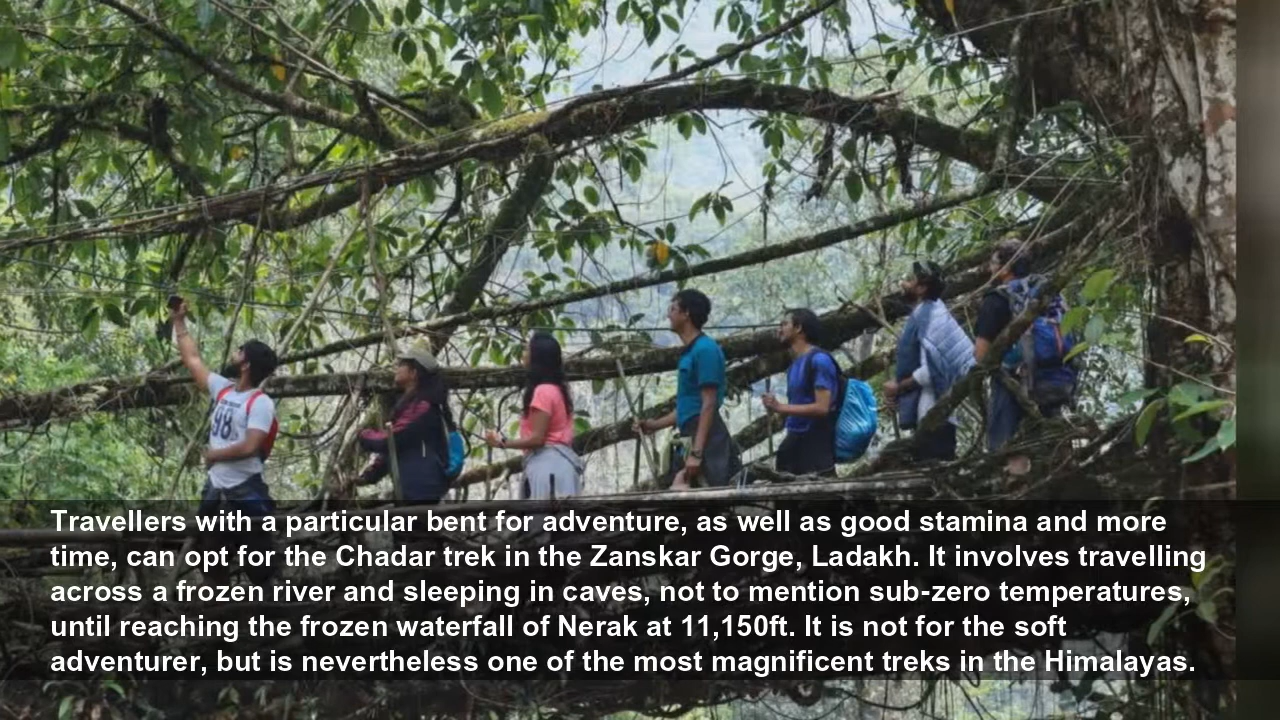 98
Travellers with a particular bent for adventure, as well as good stamina and more
time, can opt for the Chadar trek in the Zanskar Gorge, Ladakh. It involves travelling
across a frozen river and sleeping in caves, not to mention sub-zero temperatures,
until reaching the frozen waterfall of Nerak at 11,150ft. It is not for the soft
adventurer, but is nevertheless one of the most magnificent treks in the Himalayas.